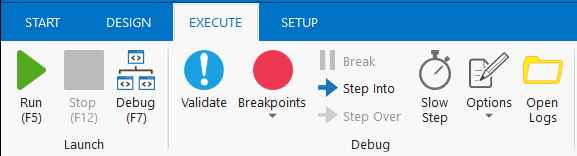 START DESIGN EXECUTE SETUP
Run
(F5)
Stop
(F12)
Debug
(F7)
Launch
Validate
Breakpoints
Break
Step Into
Step Over
Slow
Step
Options
Open
Logs
Debug